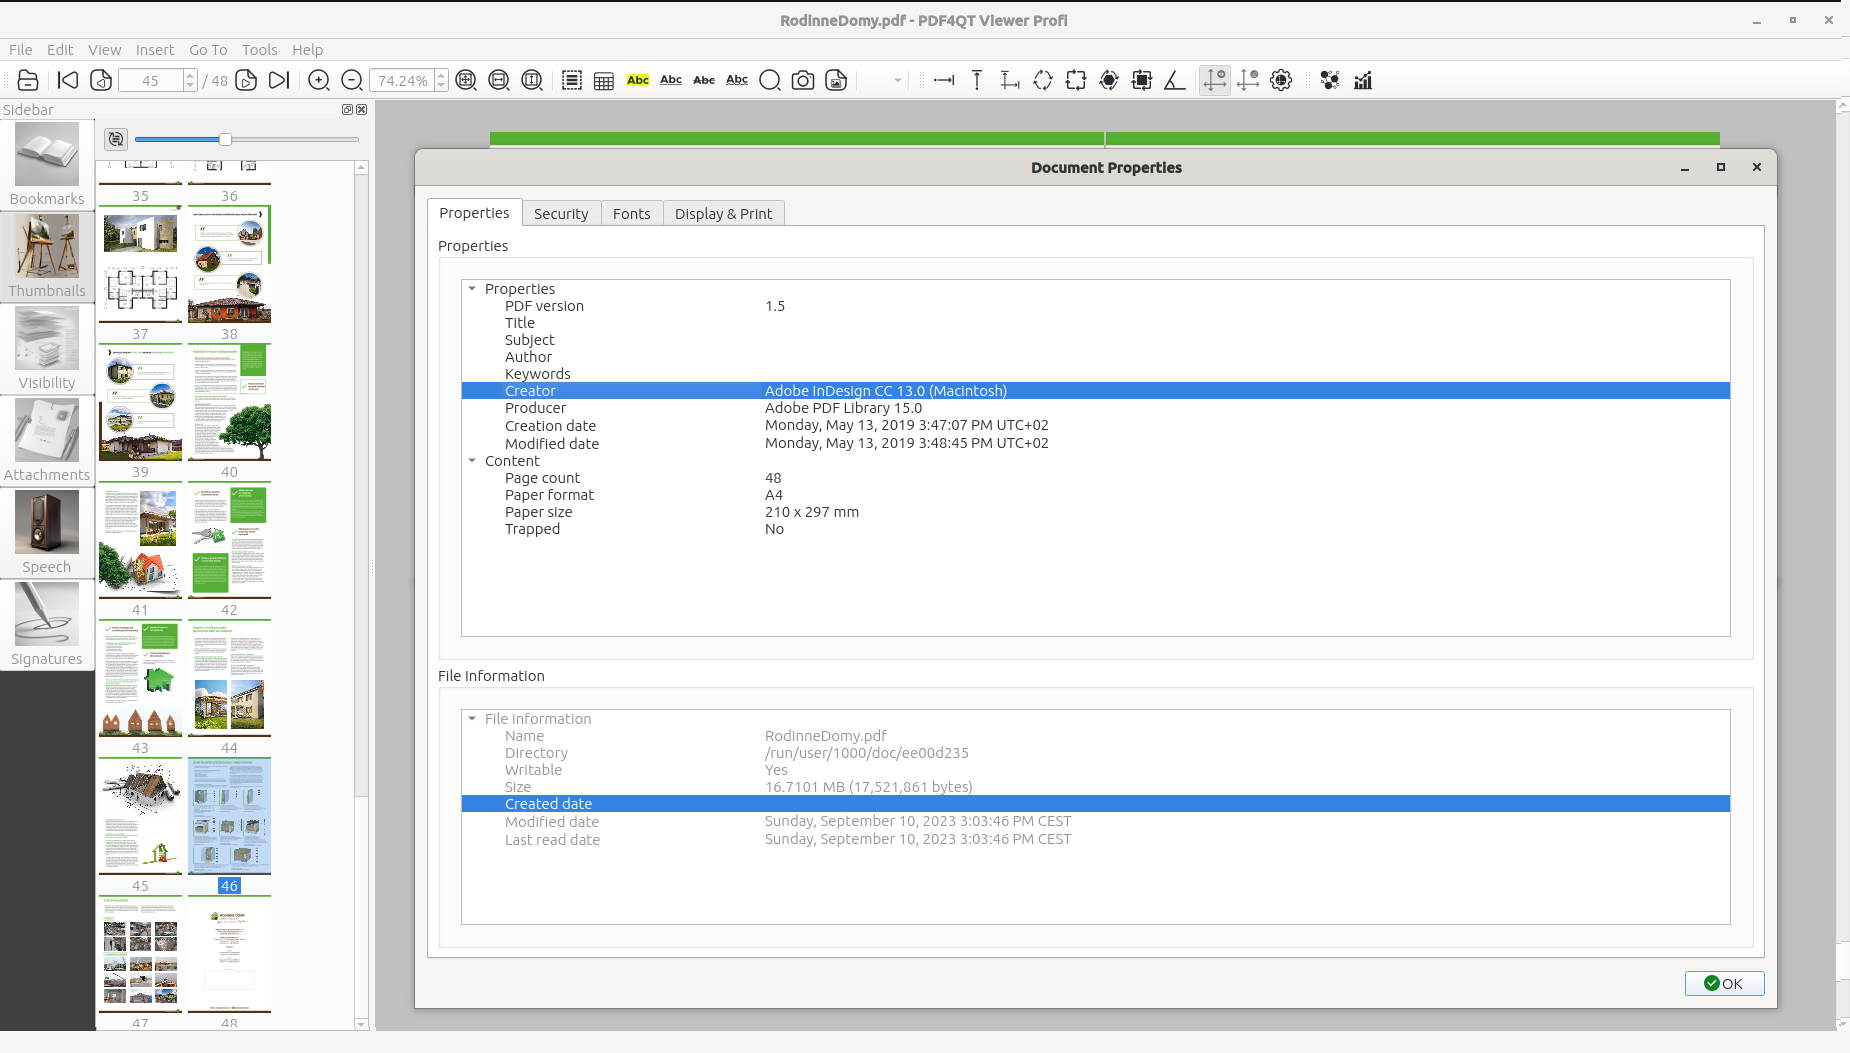 RodinneDomy.pdf - PDF4QT Viewer Profi
File Edit View Insert Go To Tools Help
45 / 48 74.24% Abc Abc Abc Abc
Sidebar
Bookmarks
Thumbnails
Visibility
Attachments
Speech
Signatures
35 36
37 38
39 40
41 42
43 44
45 46
47 48
Document Properties
Properties Security Fonts Display & Print
Properties
Properties
PDF version 1.5
Title
Subject
Author
Keywords
Creator Adobe InDesign CC 13.0 (Macintosh)
Producer Adobe PDF Library 15.0
Creation date Monday, May 13, 2019 3:47:07 PM UTC+02
Modified date Monday, May 13, 2019 3:48:45 PM UTC+02
Content
Page count 48
Paper format A4
Paper size 210 x 297 mm
Trapped No
File Information
File Information
Name RodinneDomy.pdf
Directory /run/user/1000/doc/ee00d235
Writable Yes
Size 16.7101 MB (17,521,861 bytes)
Created date
Modified date Sunday, September 10, 2023 3:03:46 PM CEST
Last read date Sunday, September 10, 2023 3:03:46 PM CEST
OK